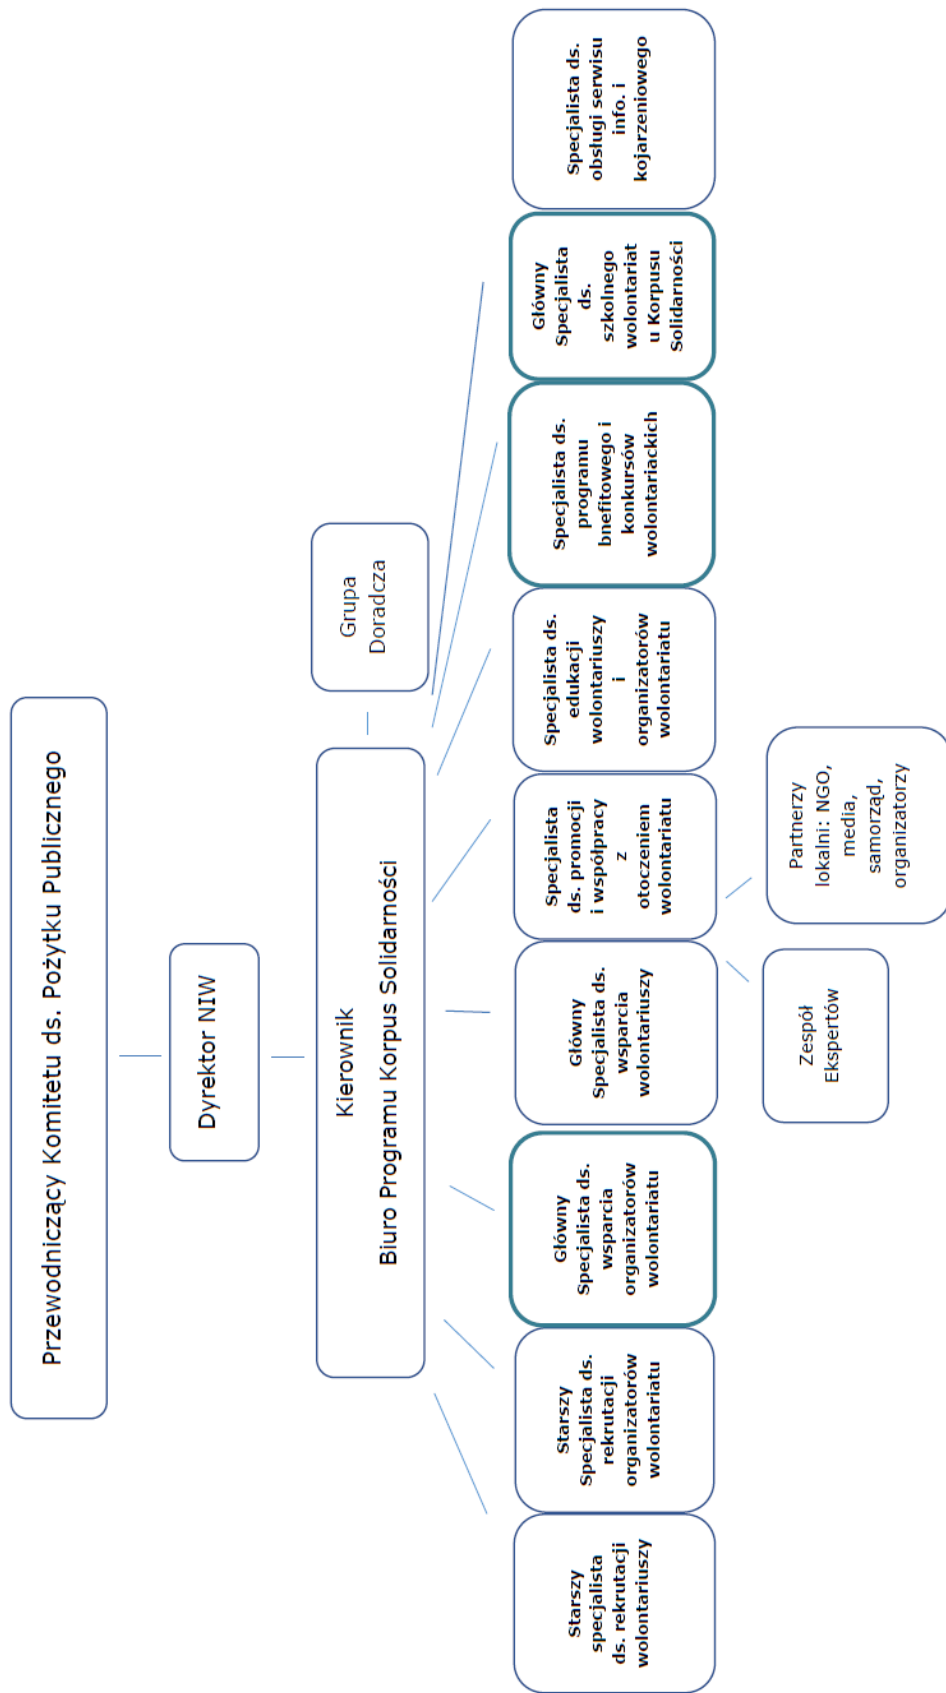 Przewodniczący Komitetu ds. Pożytku Publicznego
Dyrektor NIW
Kierownik
Biuro Programu Korpus Solidarności
Grupa
Doradcza
Starszy
specjalista
ds. rekrutacji
wolontariuszy
Starszy
Specjalista ds.
rekrutacji
organizatorów
wolontariatu
Główny
Specjalista ds.
wsparcia
organizatorów
wolontariatu
Główny
Specjalista ds.
wsparcia
wolontariuszy
Specjalista
ds. promocji
i współpracy
z
otoczeniem
wolontariatu
Specjalista ds.
edukacji
wolontariuszy
i
organizatorów
wolontariatu
Specjalista ds.
programu
bnefitowego i
konkursów
wolontariackich
Główny
Specjalista
ds.
szkolnego
wolontariat
u Korpusu
Solidarności
Specjalista ds.
obsługi serwisu
info. i
kojarzeniowego
Zespół
Ekspertów
Partnerzy
lokalni: NGO,
media,
samorząd,
organizatorzy